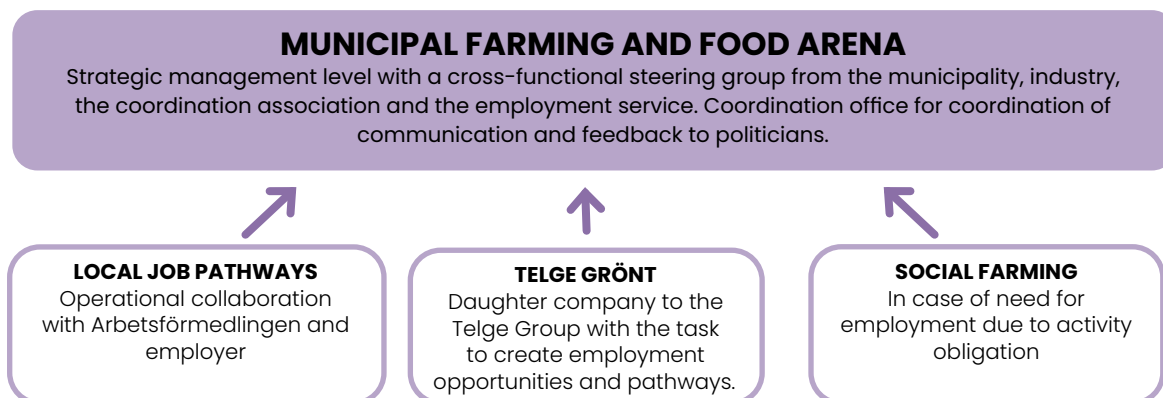 MUNICIPAL FARMING AND FOOD ARENA
Strategic management level with a cross-functional steering group from the municipality, industry,
the coordination association and the employment service. Coordination office for coordination of
communication and feedback to politicians.
LOCAL JOB PATHWAYS
Operational collaboration
with Arbetsförmedlingen and
employer
TELGE GRÖNT
Daughter company to the
Telge Group with the task
to create employment
opportunities and pathways.
SOCIAL FARMING
In case of need for
employment due to activity
obligation